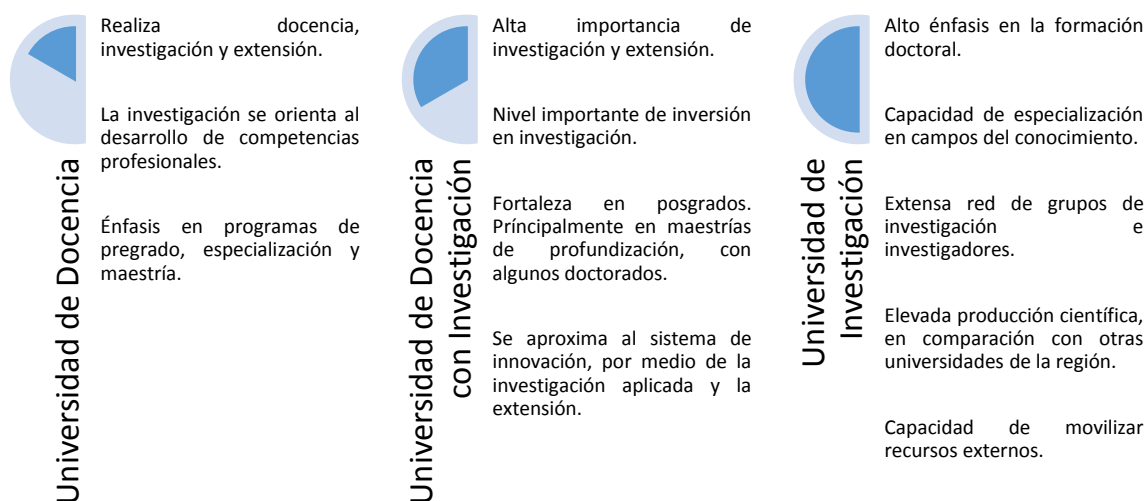 Universidad de Docencia
Realiza docencia,
investigación y extensión.
La investigación se orienta al
desarrollo de competencias
profesionales.
Énfasis en programas de
pregrado, especialización y
maestría.
Universidad de Docencia
con Investigación
Alta importancia de
investigación y extensión.
Nivel importante de inversión
en investigación.
Fortaleza en posgrados.
Príncipalmente en maestrías
de profundización, con
algunos doctorados.
Se aproxima al sistema de
innovación, por medio de la
investigación aplicada y la
extensión.
Universidad de
Investigación
Alto énfasis en la formación
doctoral.
Capacidad de especialización
en campos del conocimiento.
Extensa red de grupos de
investigación e
investigadores.
Elevada producción científica,
en comparación con otras
universidades de la región.
Capacidad de movilizar
recursos externos.